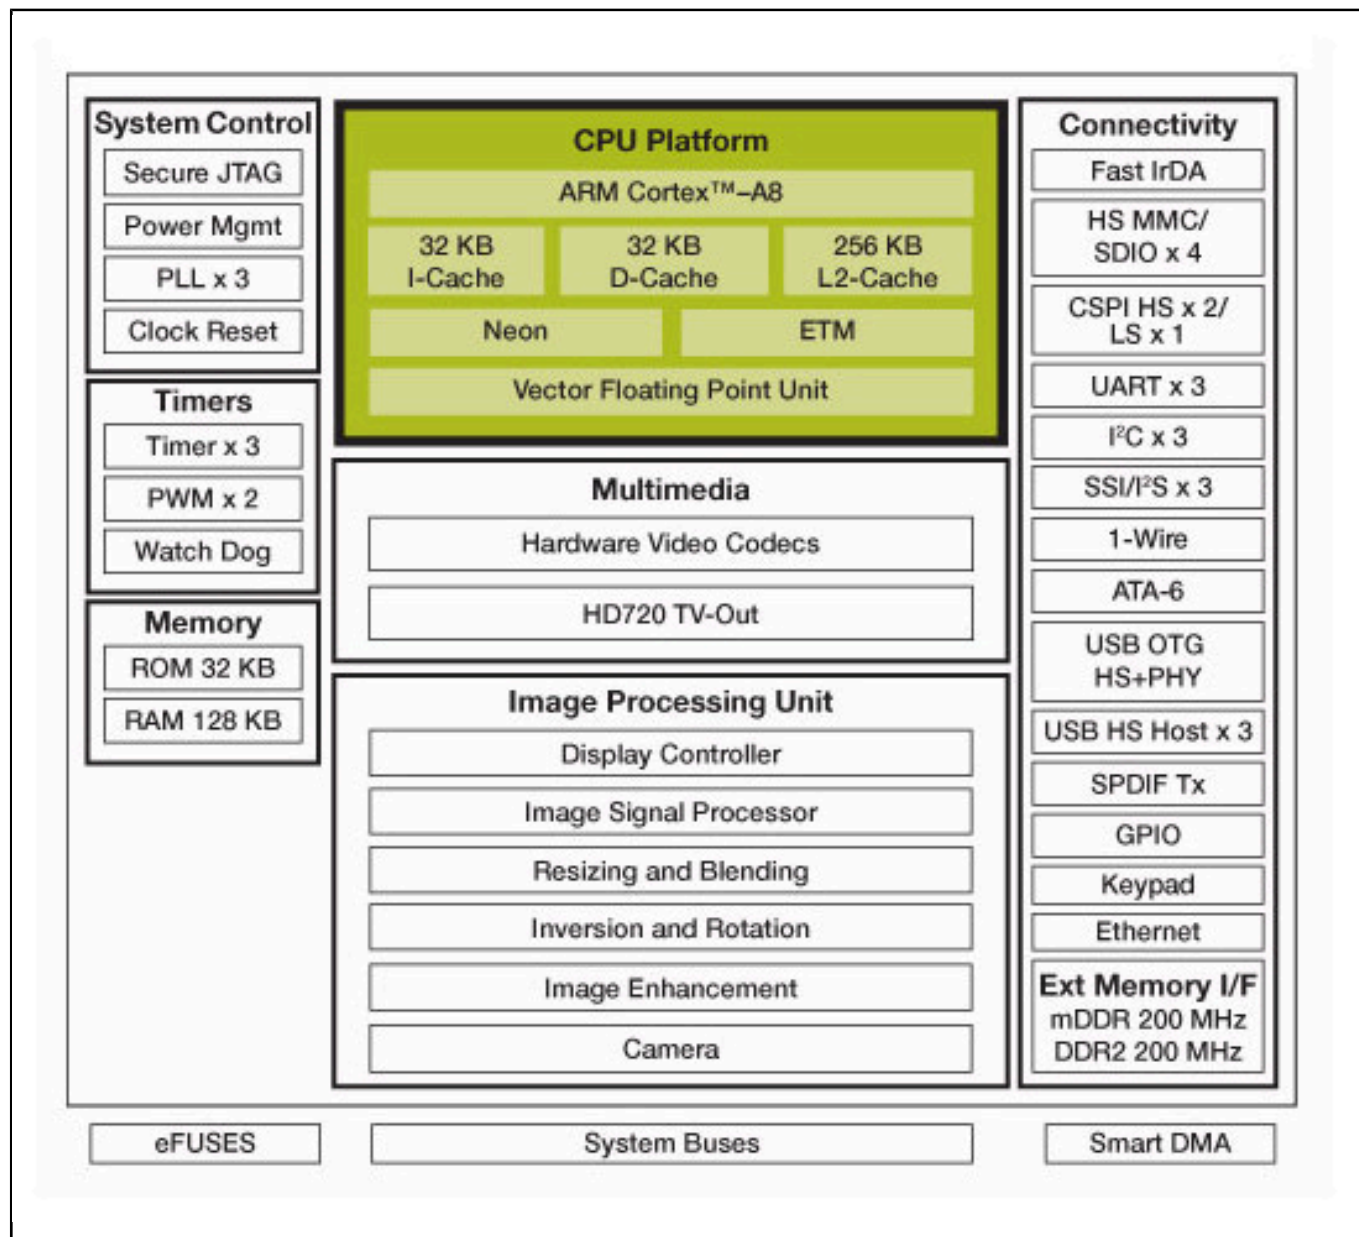 System Control
Secure JTAG
Power Mgmt
PLL x 3
Clock Reset
Timers
Timer x 3
PWM x 2
Watch Dog
Memory
ROM 32 KB
RAM 128 KB
CPU Platform
ARM Cortex™–A8
32 KB
I-Cache
32 KB
D-Cache
256 KB
L2-Cache
Neon
ETM
Vector Floating Point Unit
Multimedia
Hardware Video Codecs
HD720 TV-Out
Image Processing Unit
Display Controller
Image Signal Processor
Resizing and Blending
Inversion and Rotation
Image Enhancement
Camera
Connectivity
Fast IrDA
HS MMC/
SDIO x 4
CSPI HS x 2/
LS x 1
UART x 3
I²C x 3
SSI/I²S x 3
1-Wire
ATA-6
USB OTG
HS+PHY
USB HS Host x 3
SPDIF Tx
GPIO
Keypad
Ethernet
Ext Memory I/F
mDDR 200 MHz
DDR2 200 MHz
eFUSES
System Buses
Smart DMA